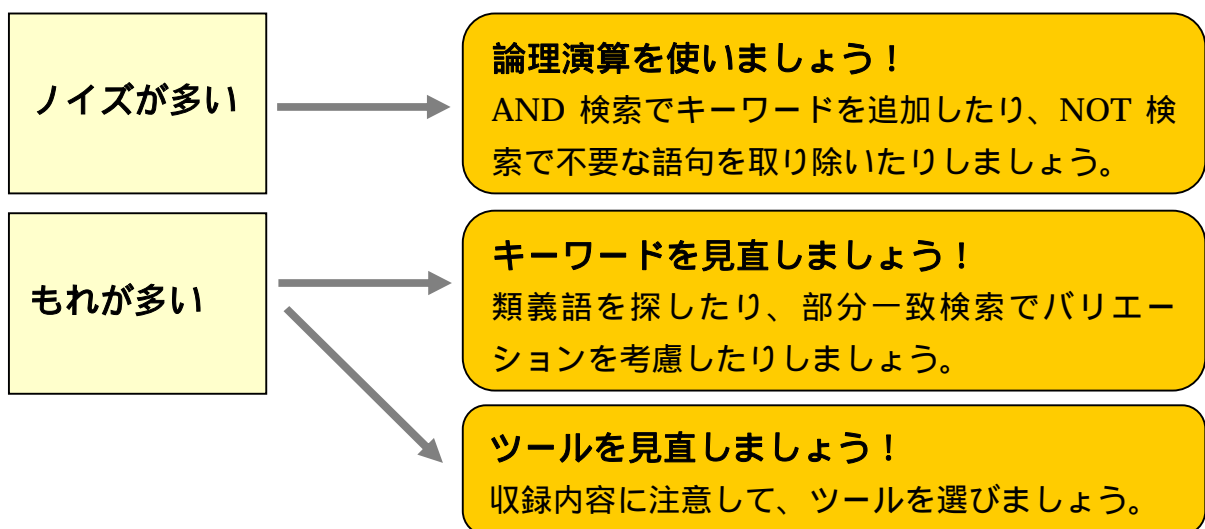 ノイズが多い
論理演算を使いましょう！
AND 検索でキーワードを追加したり、NOT 検
索で不要な語句を取り除いたりしましょう。
もれが多い
キーワードを見直しましょう！
類義語を探したり、部分一致検索でバリエー
ションを考慮したりしましょう。
ツールを見直しましょう！
収録内容に注意して、ツールを選びましょう。